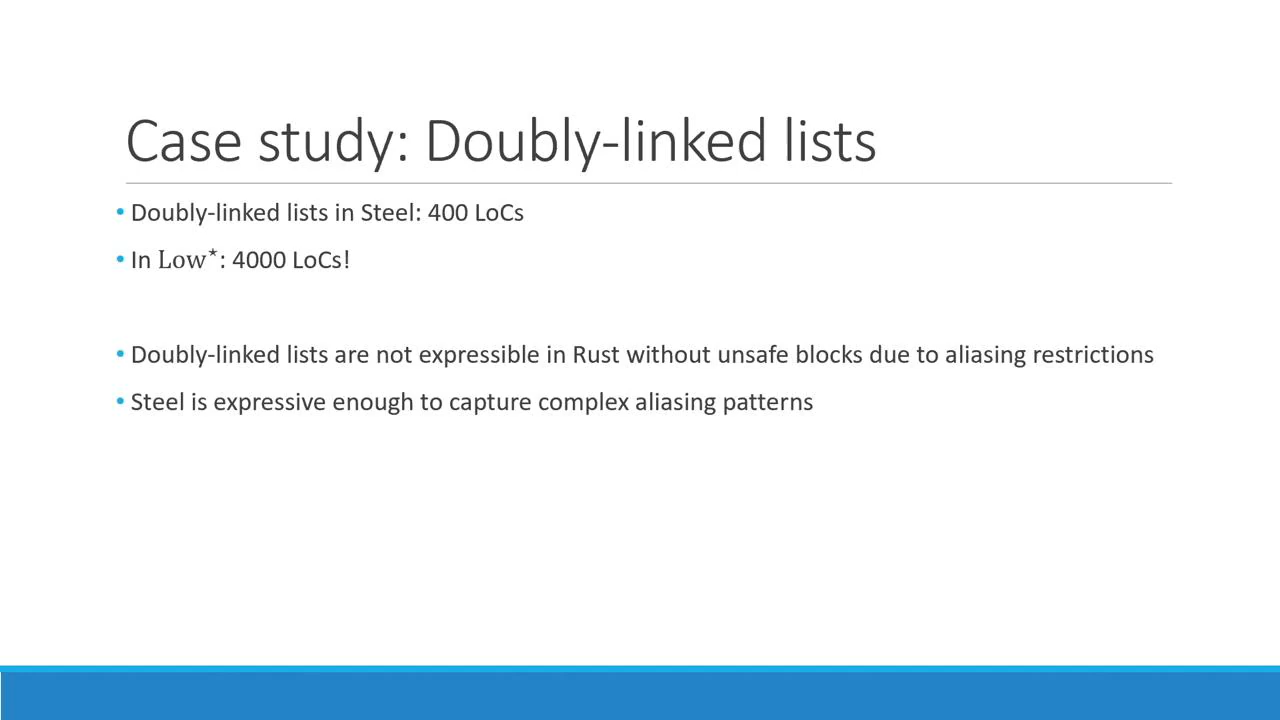 Case study: Doubly-linked lists
• Doubly-linked lists in Steel: 400 LoCs
• In Low⋆: 4000 LoCs!
• Doubly-linked lists are not expressible in Rust without unsafe blocks due to aliasing restrictions
• Steel is expressive enough to capture complex aliasing patterns